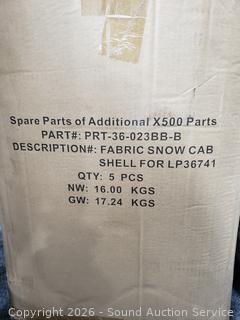 Spare Parts of Additional X500 Parts
PART#: PRT-36-023BB-B
DESCRIPTION#: FABRIC SNOW CAB
SHELL FOR LP36741
QTY: 5 PCS
NW: 16.00 KGS
GW: 17.24 KGS
Copyright 2026 - Sound Auction Service